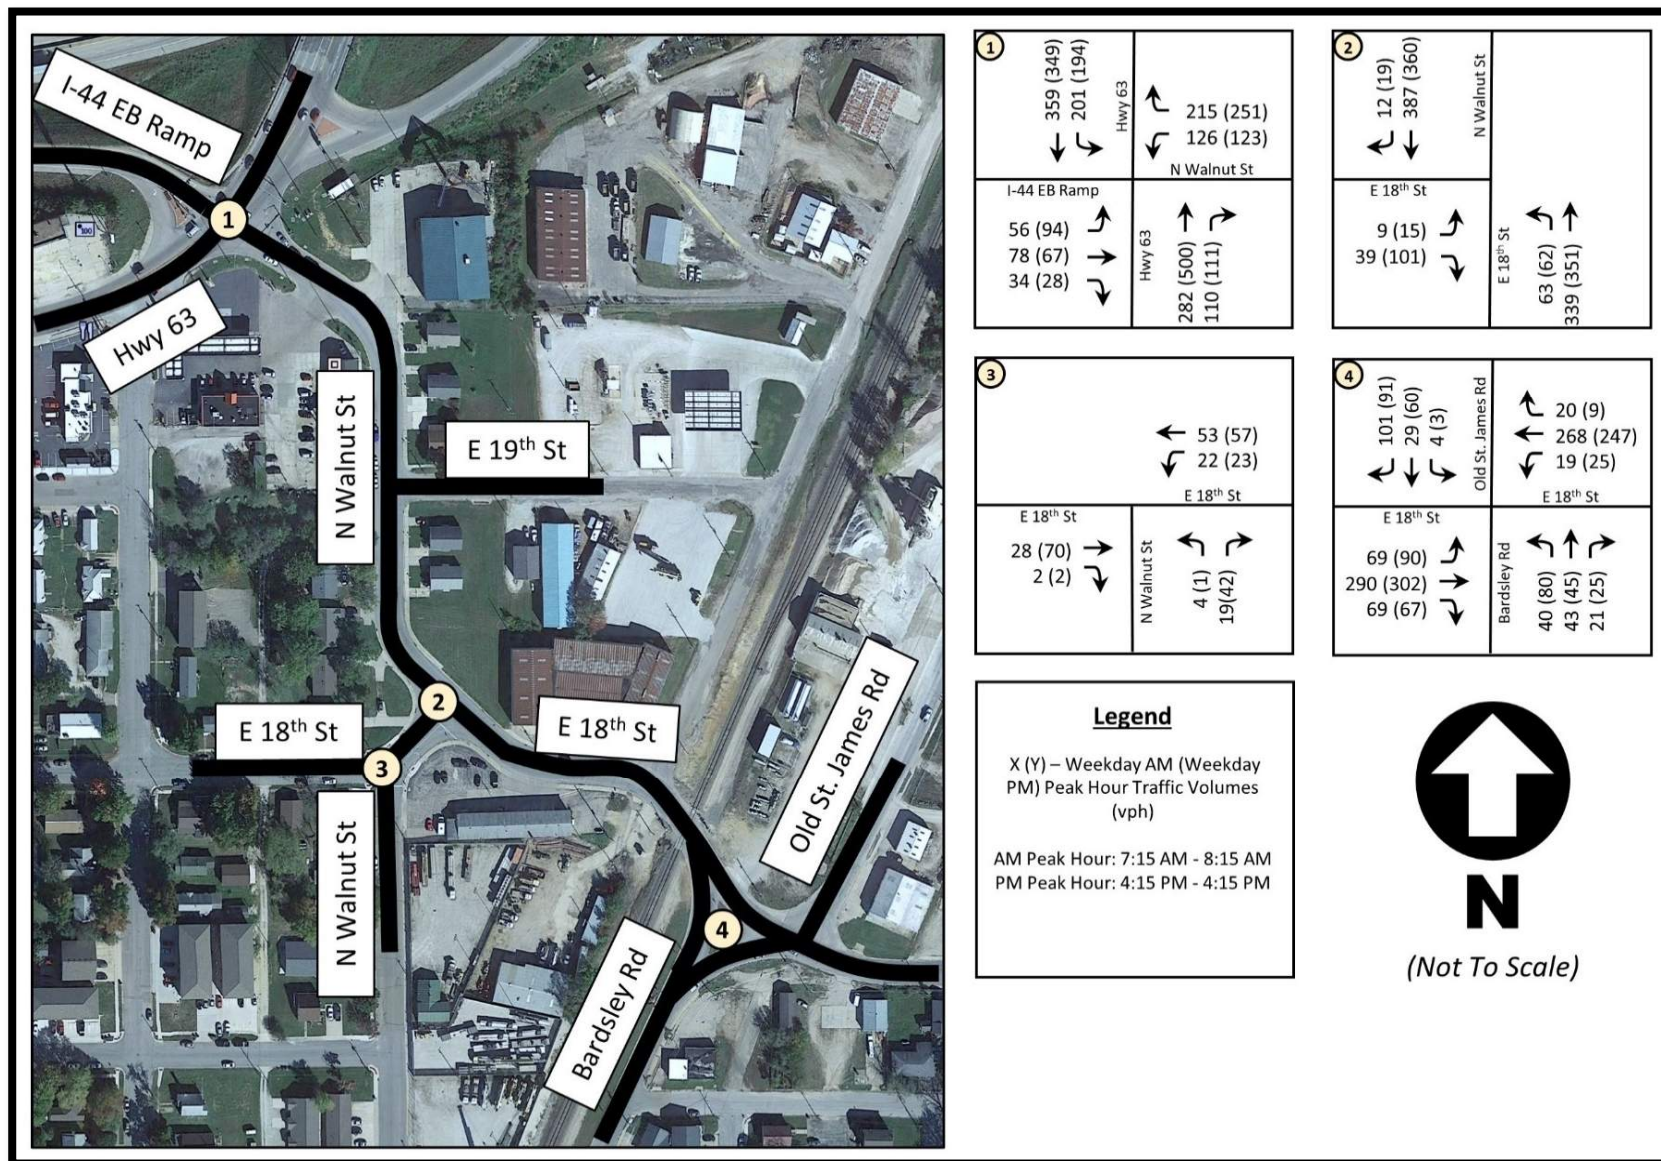 I-44 EB Ramp
1
Hwy 63
N Walnut St
E 19th St
2
E 18th St
E 18th St
3
N Walnut St
Old St. James Rd
4
Bardsley Rd
1
359 (349)
201 (194)
Hwy 63
215 (251)
126 (123)
N Walnut St
I-44 EB Ramp
56 (94)
78 (67)
34 (28)
Hwy 63
282 (500)
110 (111)
2
12 (19)
387 (360)
N Walnut St
E 18th St
9 (15)
39 (101)
E 18th St
63 (62)
339 (351)
3
53 (57)
22 (23)
E 18th St
E 18th St
28 (70)
2 (2)
N Walnut St
4 (1)
19(42)
4
101 (91)
29 (60)
4 (3)
Old St. James Rd
20 (9)
268 (247)
19 (25)
E 18th St
E 18th St
69 (90)
290 (302)
69 (67)
Bardsley Rd
40 (80)
43 (45)
21 (25)
Legend
X (Y) – Weekday AM (Weekday
PM) Peak Hour Traffic Volumes
(vph)
AM Peak Hour: 7:15 AM - 8:15 AM
PM Peak Hour: 4:15 PM - 4:15 PM
N
(Not To Scale)